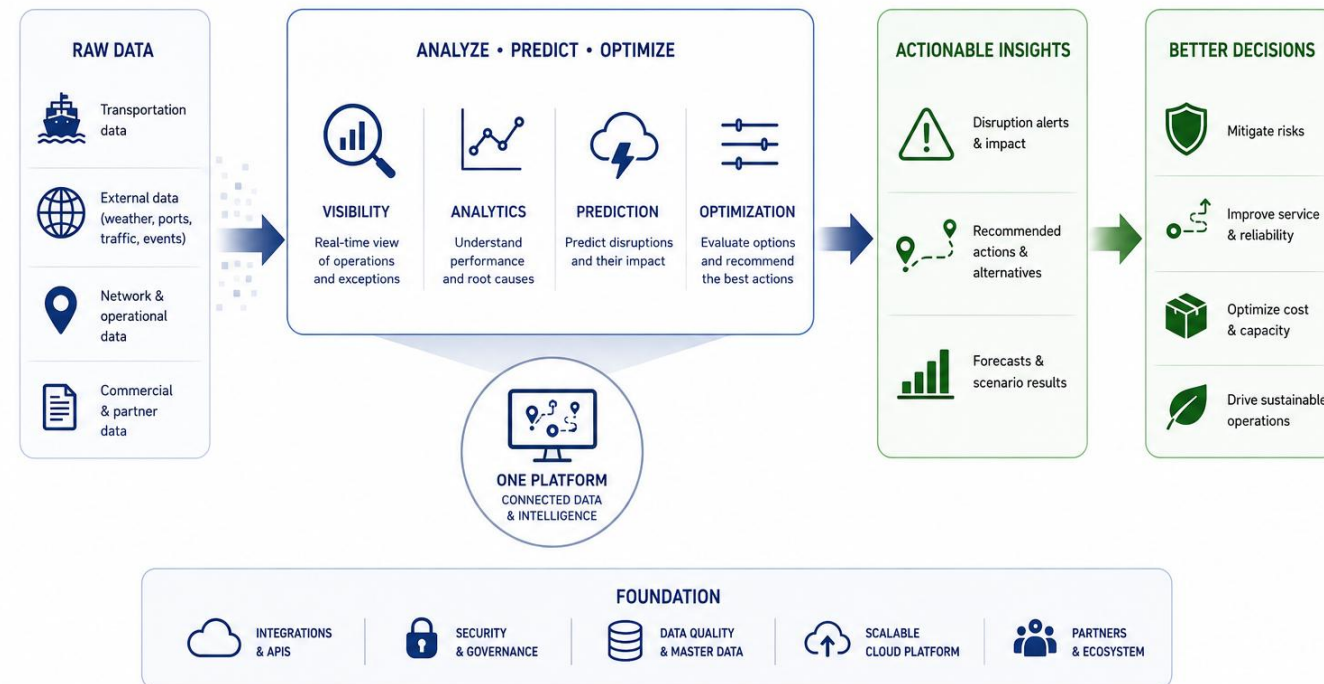 RAW DATA
Transportation
data
External data
(weather, ports,
traffic, events)
Network &
operational
data
Commercial
& partner
data
ANALYZE • PREDICT • OPTIMIZE
VISIBILITY
Real-time view
of operations
and exceptions
ANALYTICS
Understand
performance
and root causes
PREDICTION
Predict disruptions
and their impact
OPTIMIZATION
Evaluate options
and recommend
the best actions
ONE PLATFORM
CONNECTED DATA
& INTELLIGENCE
ACTIONABLE INSIGHTS
Disruption alerts
& impact
Recommended
actions &
alternatives
Forecasts &
scenario results
BETTER DECISIONS
Mitigate risks
Improve service
& reliability
Optimize cost
& capacity
Drive sustainable
operations
FOUNDATION
INTEGRATIONS
& APIS
SECURITY
& GOVERNANCE
DATA QUALITY
& MASTER DATA
SCALABLE
CLOUD PLATFORM
PARTNERS
& ECOSYSTEM